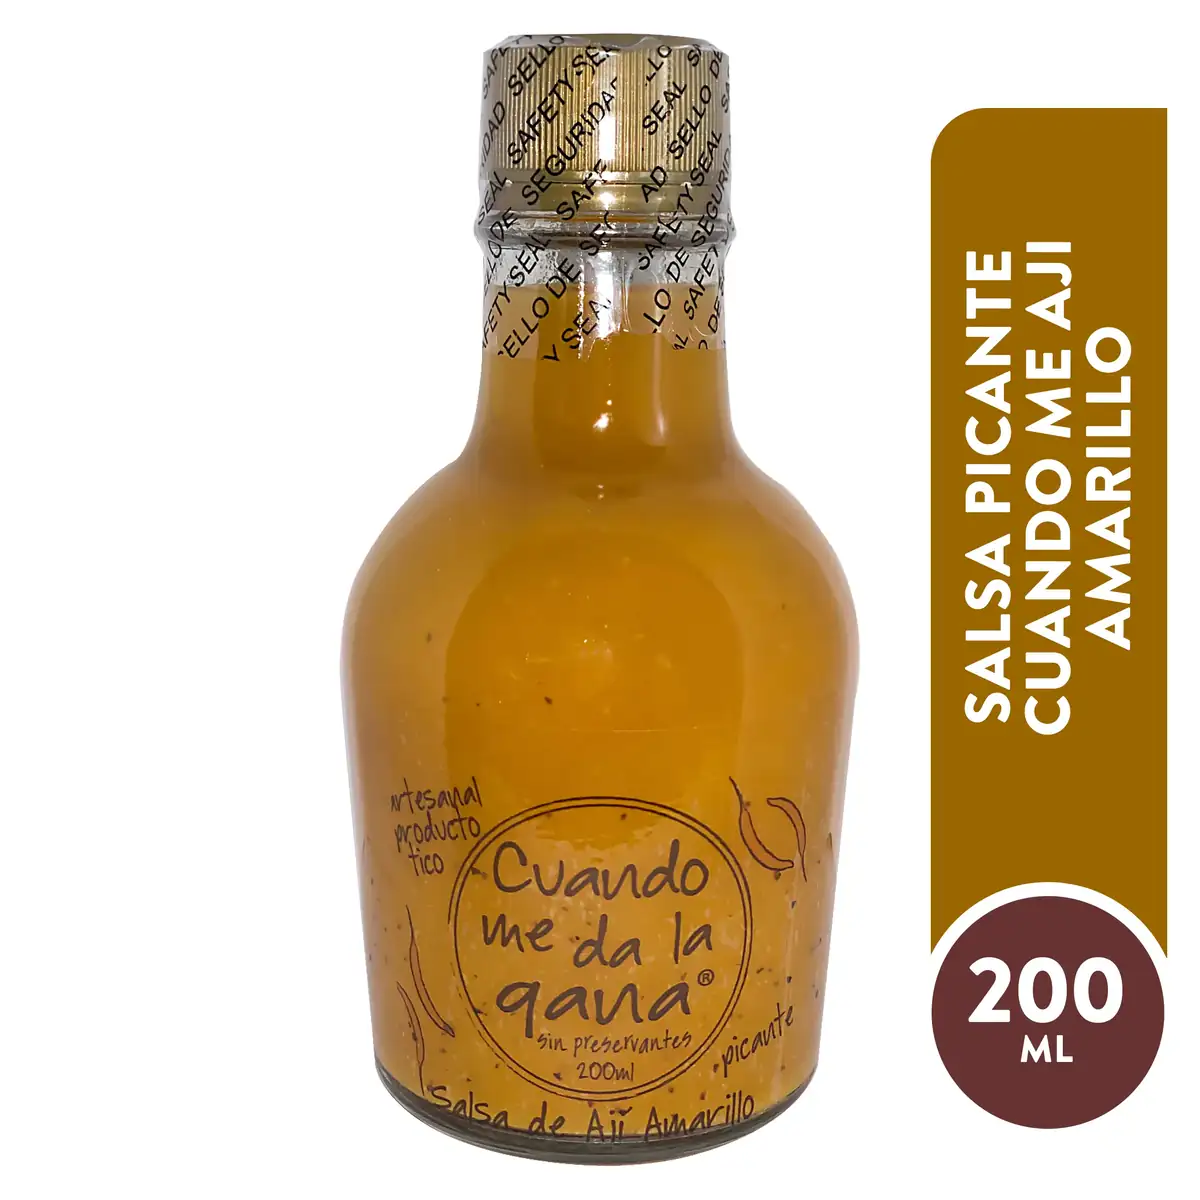 SAFETY SEAL
SELLO DE SEGURIDAD
artesanal
producto
tico
Cuando
me da la
gana®
sin preservantes
200ml
picante
Salsa de Ají Amarillo
SALSA PICANTE
CUANDO ME AJI
AMARILLO
200
ML